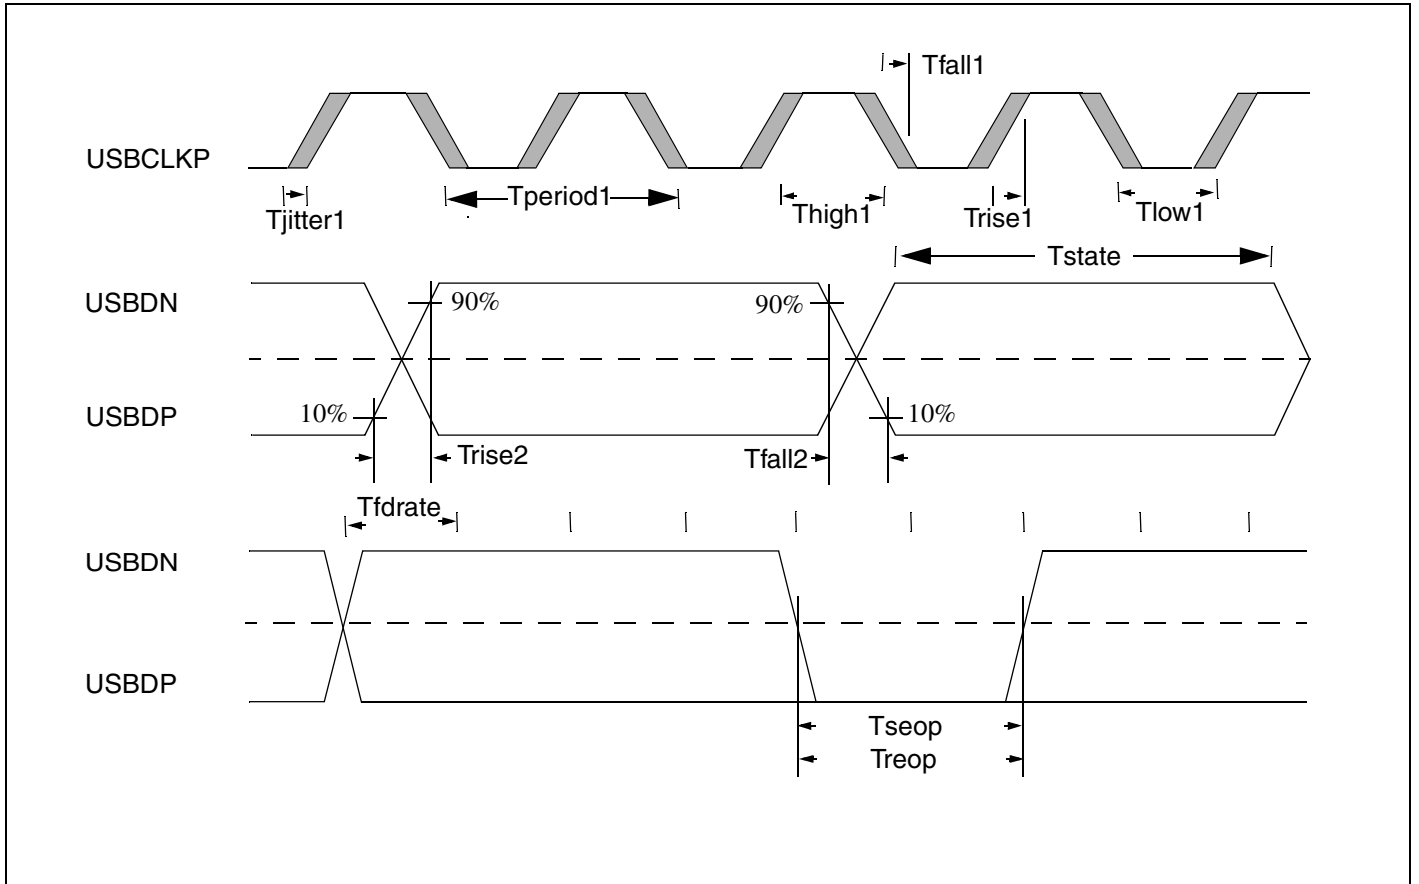 Tfall1
USBCLKP
Tjitter1
Tperiod1
Thigh1
Trise1
Tlow1
Tstate
USBDN
90%
90%
USBDP
10%
10%
Trise2
Tfall2
Tfdrate
USBDN
USBDP
Tseop
Treop